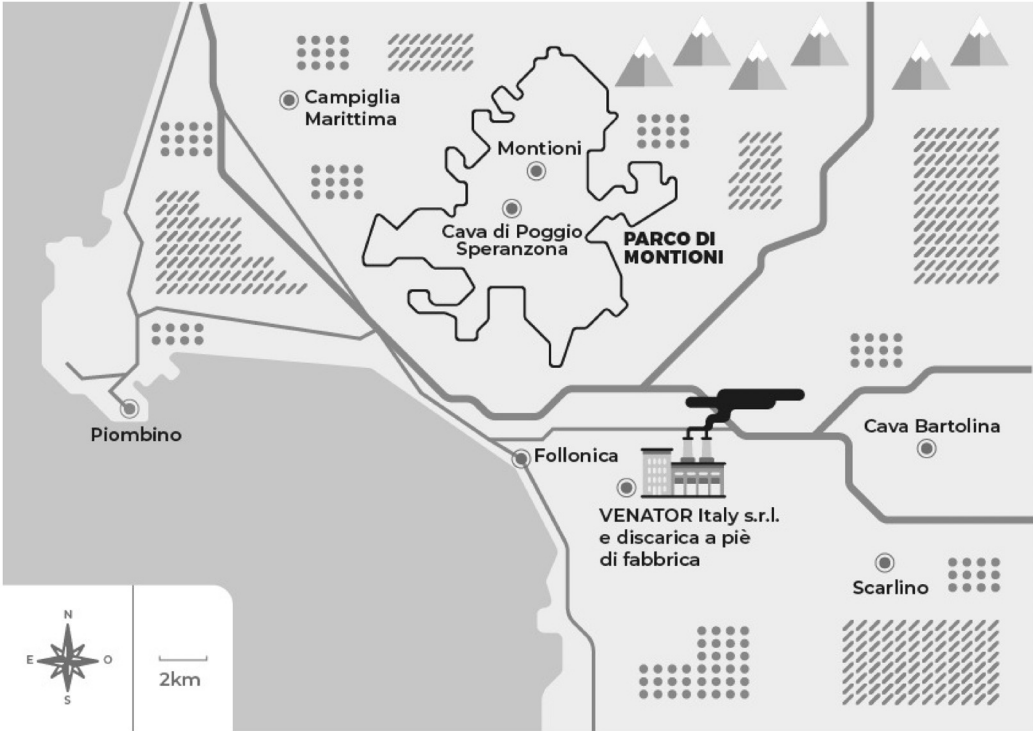 Campiglia
Marittima
Montioni
Cava di Poggio
Speranzona
PARCO DI
MONTIONI
Piombino
Follonica
Cava Bartolina
VENATOR Italy s.r.l.
e discarica a piè
di fabbrica
Scarlino
N
E
O
S
2km